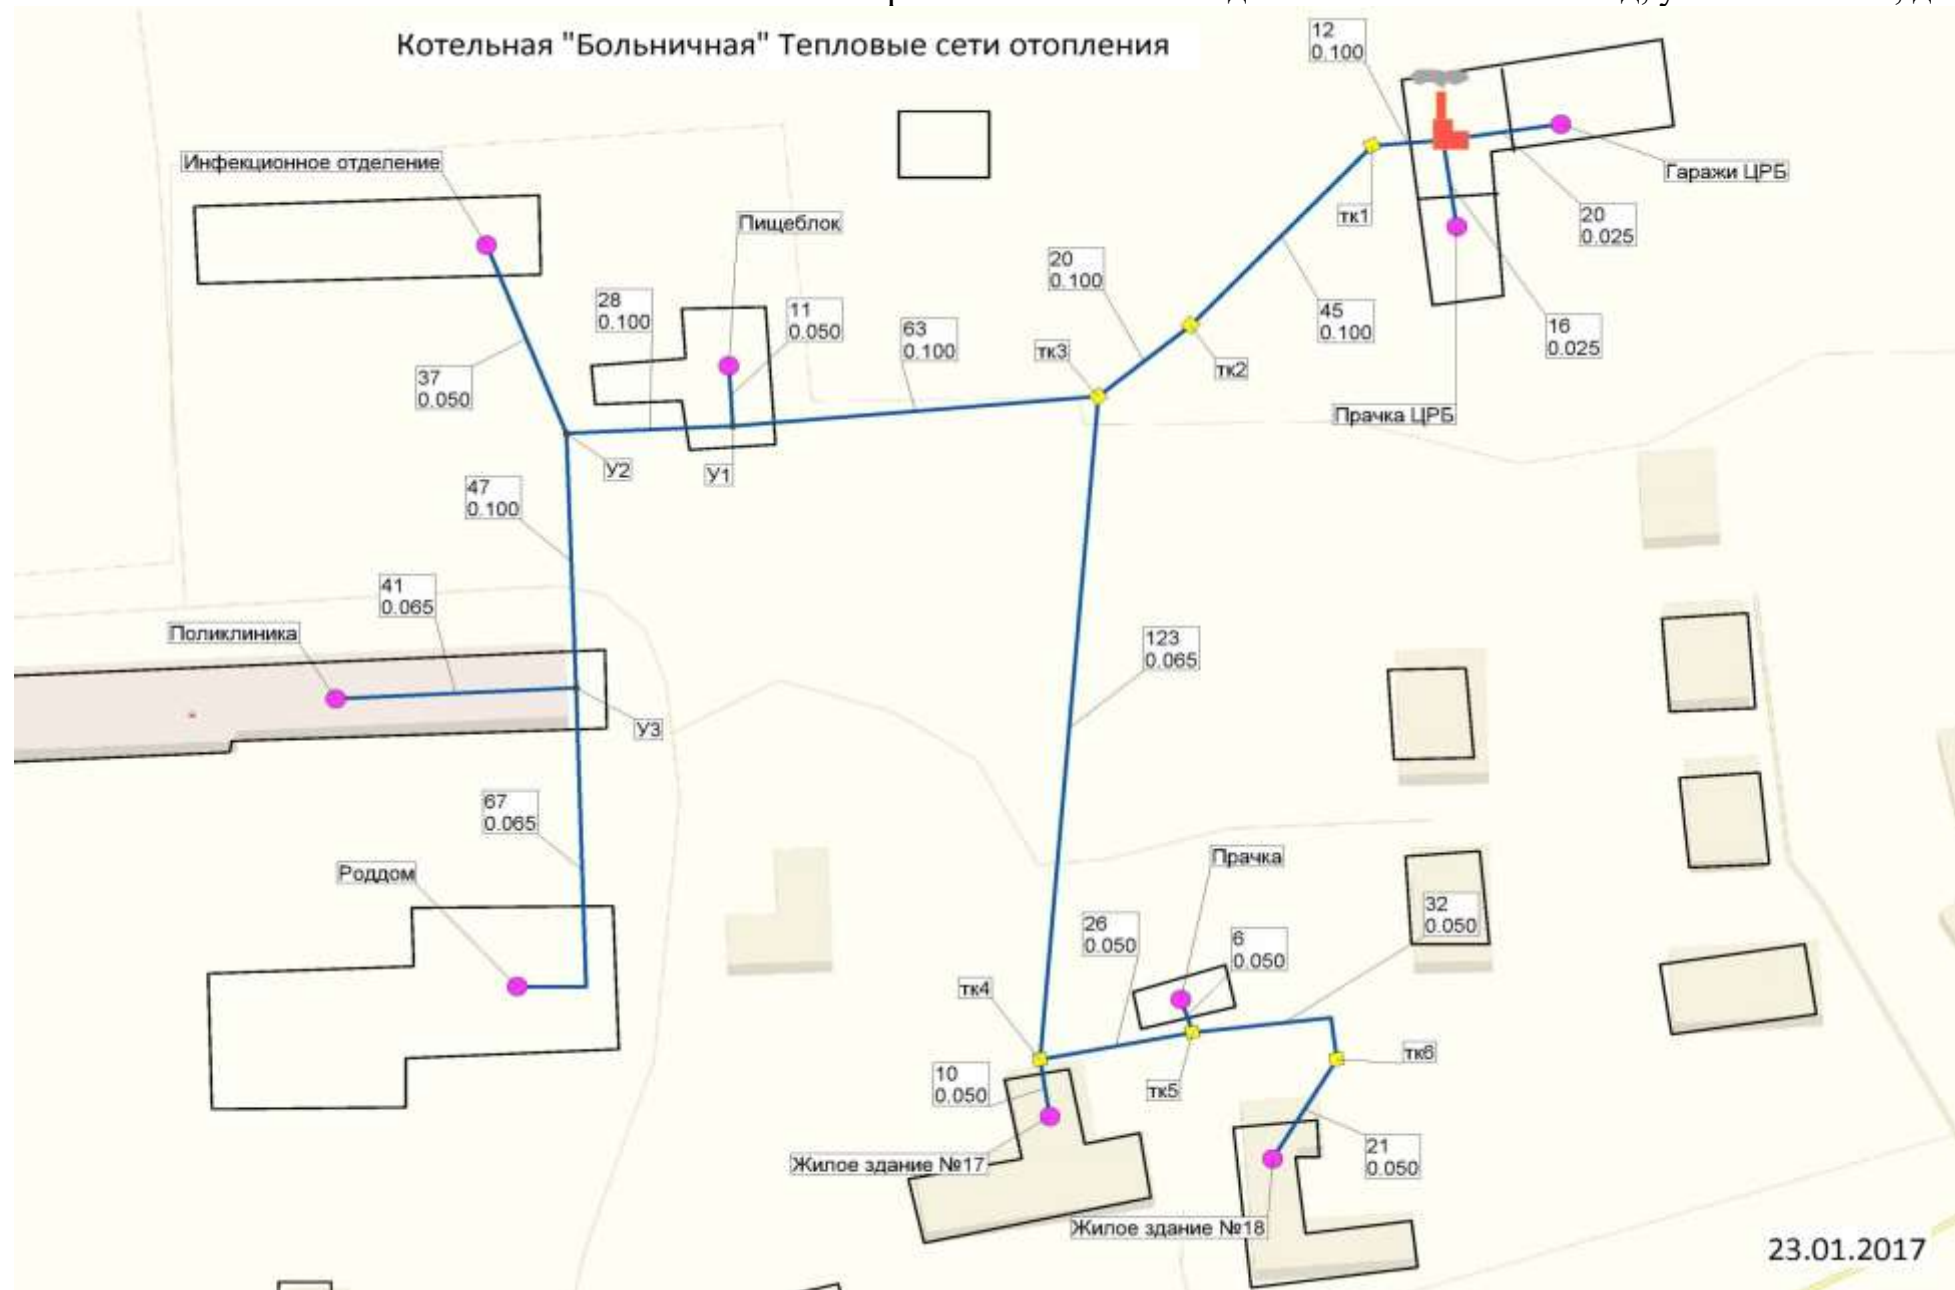 Котельная "Больничная" Тепловые сети отопления
12
0.100
Инфекционное отделение
Гаражи ЦРБ
Пищеблок
тк1
20
0.025
20
0.100
28
0.100
11
0.050
63
0.100
45
0.100
16
0.025
тк3
тк2
37
0.050
Прачка ЦРБ
У2
У1
47
0.100
41
0.065
Поликлиника
123
0.065
У3
67
0.065
Роддом
Прачка
26
0.050
6
0.050
32
0.050
тк4
тк6
10
0.050
тк5
Жилое здание №17
21
0.050
Жилое здание №18
23.01.2017